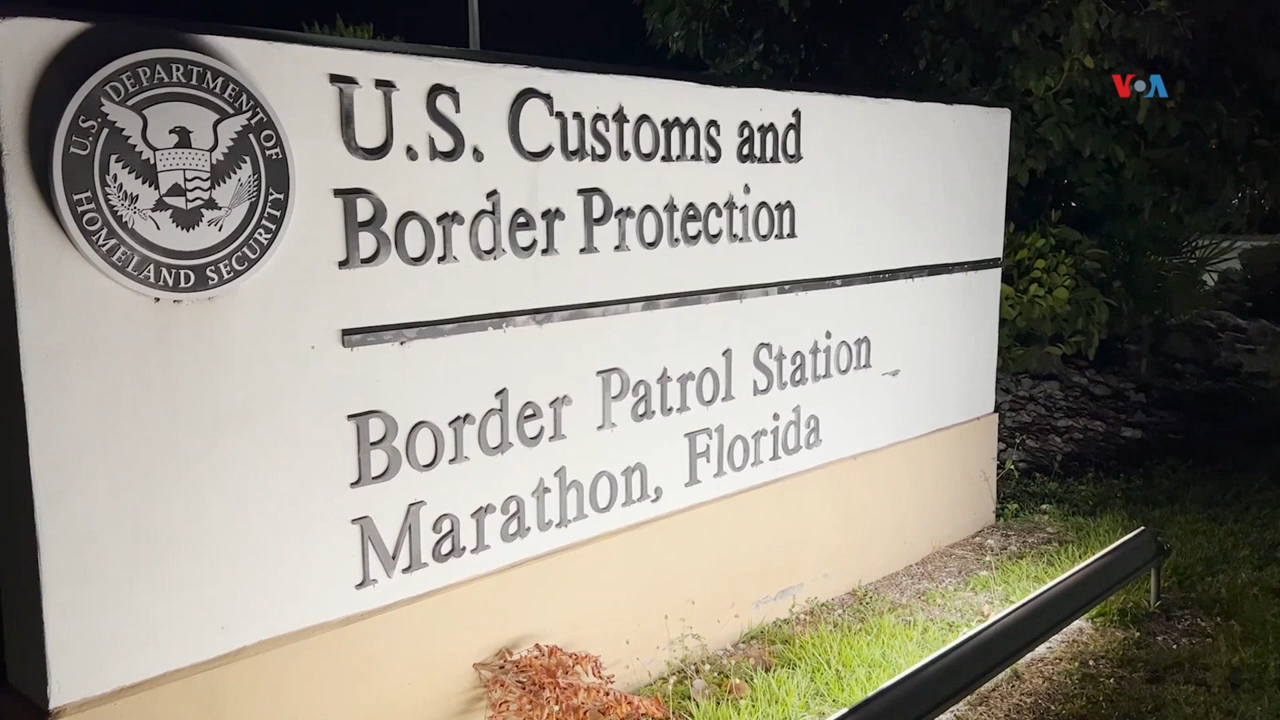 U.S. DEPARTMENT OF
HOMELAND SECURITY
U.S. Customs and
Border Protection
Border Patrol Station
Marathon, Florida
VOA